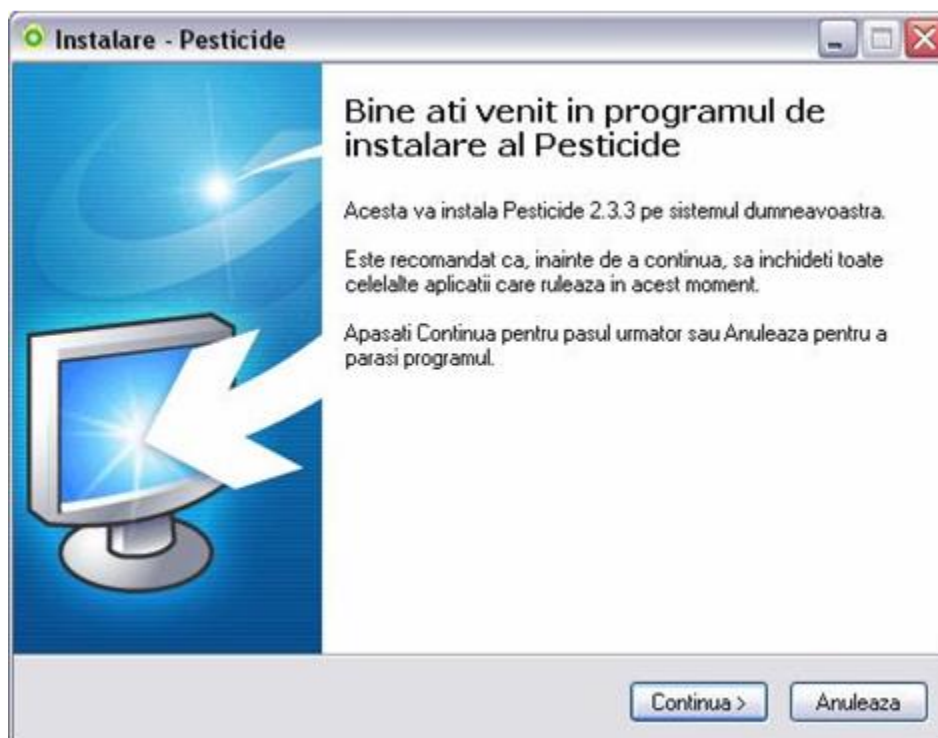 Instalare - Pesticide
Bine ati venit in programul de
instalare al Pesticide
Acesta va instala Pesticide 2.3.3 pe sistemul dumneavoastra.
Este recomandat ca, inainte de a continua, sa inchideti toate
celelalte aplicatii care ruleaza in acest moment.
Apasati Continua pentru pasul urmator sau Anuleaza pentru a
parasi programul.
Continua >
Anuleaza